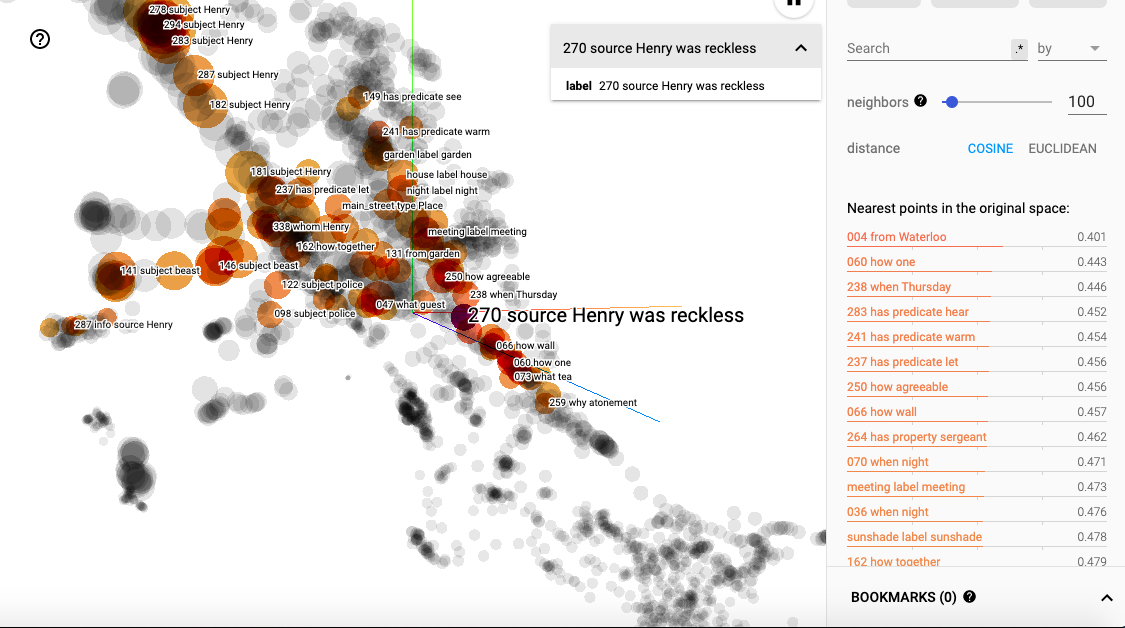 278 subject Henry
294 subject Henry
283 subject Henry
287 subject Henry
182 subject Henry
149 has predicate see
241 has predicate warm
garden label garden
181 subject Henry
house label house
237 has predicate let
night label night
main_street type Place
338 whom Henry
meeting label meeting
162 how together
131 from garden
141 subject beast
146 subject beast
250 how agreeable
122 subject police
238 when Thursday
047 what guest
098 subject police
270 source Henry was reckless
287 info source Henry
066 how wall
060 how one
073 what tea
259 why atonement
270 source Henry was reckless
label 270 source Henry was reckless
Search .* by
neighbors ? 100
distance COSINE EUCLIDEAN
Nearest points in the original space:
004 from Waterloo 0.401
060 how one 0.443
238 when Thursday 0.446
283 has predicate hear 0.452
241 has predicate warm 0.454
237 has predicate let 0.456
250 how agreeable 0.456
066 how wall 0.457
264 has property sergeant 0.462
070 when night 0.471
meeting label meeting 0.473
036 when night 0.476
sunshade label sunshade 0.478
162 how together 0.479
BOOKMARKS (0) ?